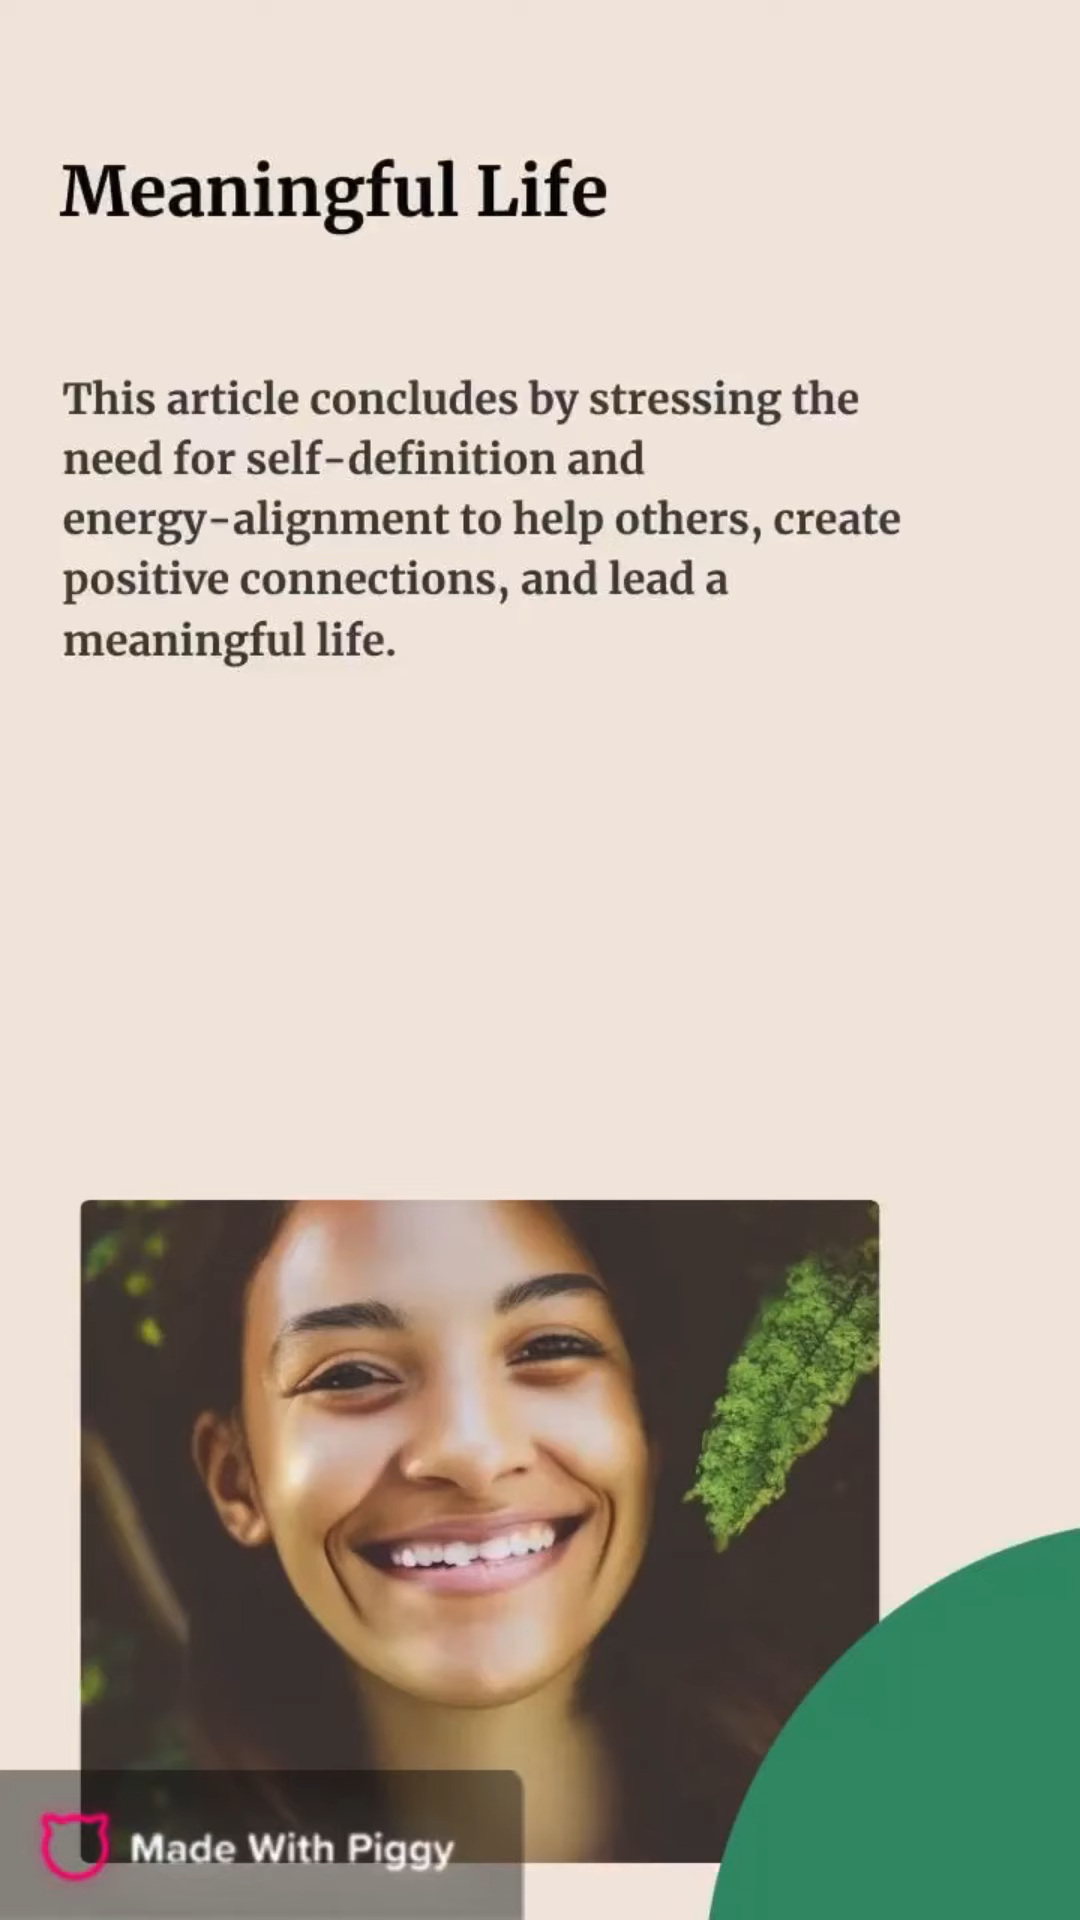 Meaningful Life
This article concludes by stressing the
need for self-definition and
energy-alignment to help others, create
positive connections, and lead a
meaningful life.
Made With Piggy